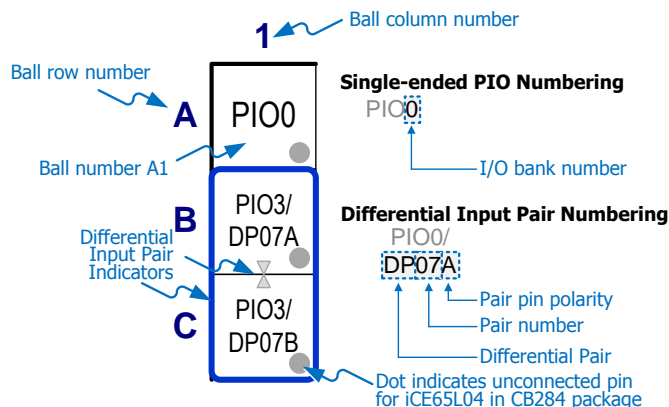 Ball column number
1
Ball row number
Single-ended PIO Numbering
A
PIO0
PIO0
Ball number A1
I/O bank number
B
PIO3/
DP07A
Differential Input Pair Numbering
PIO0/
DP07A
Differential
Input Pair
Indicators
Pair pin polarity
C
PIO3/
DP07B
Pair number
Differential Pair
Dot indicates unconnected pin
for iCE65L04 in CB284 package